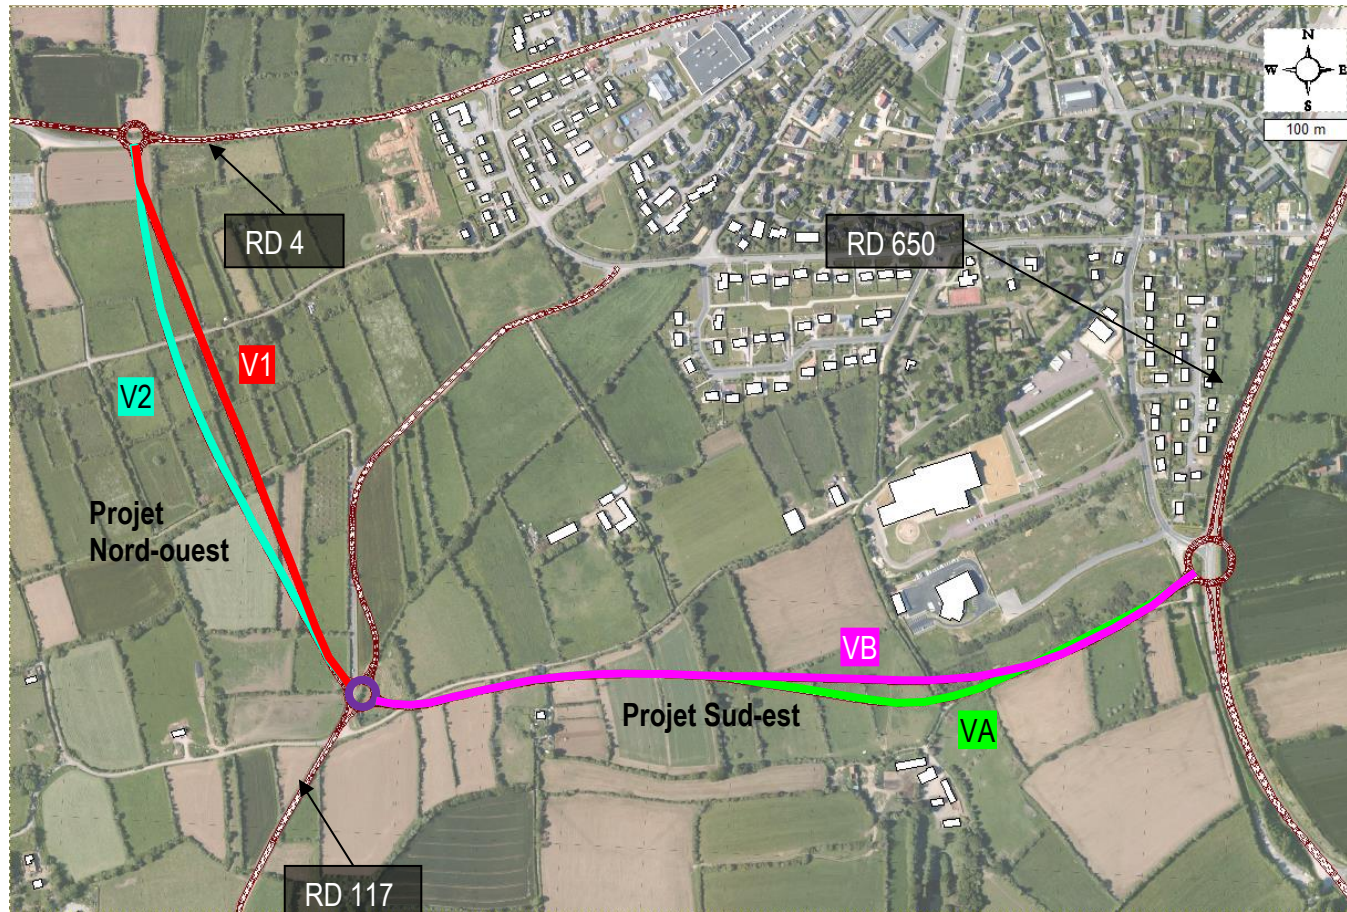 N
W E
S
100 m
RD 4
RD 650
V1
V2
Projet
Nord-ouest
VB
Projet Sud-est
VA
RD 117